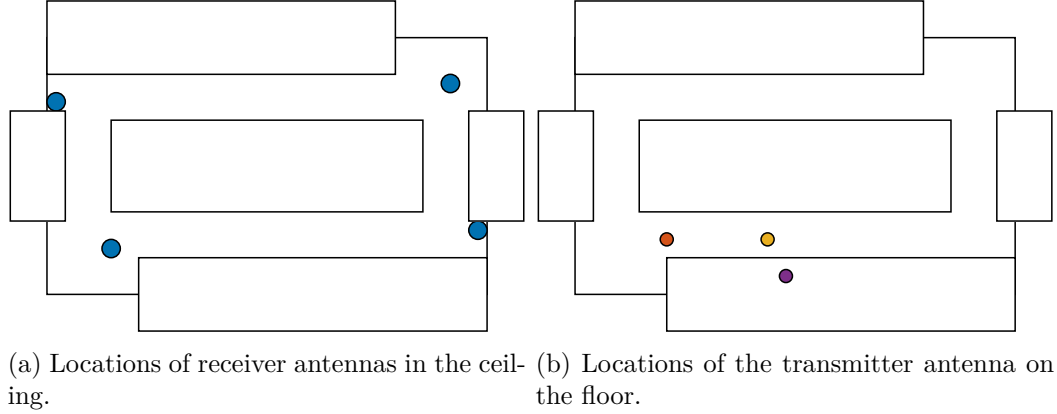 (a) Locations of receiver antennas in the ceil-
ing.
(b) Locations of the transmitter antenna on
the floor.